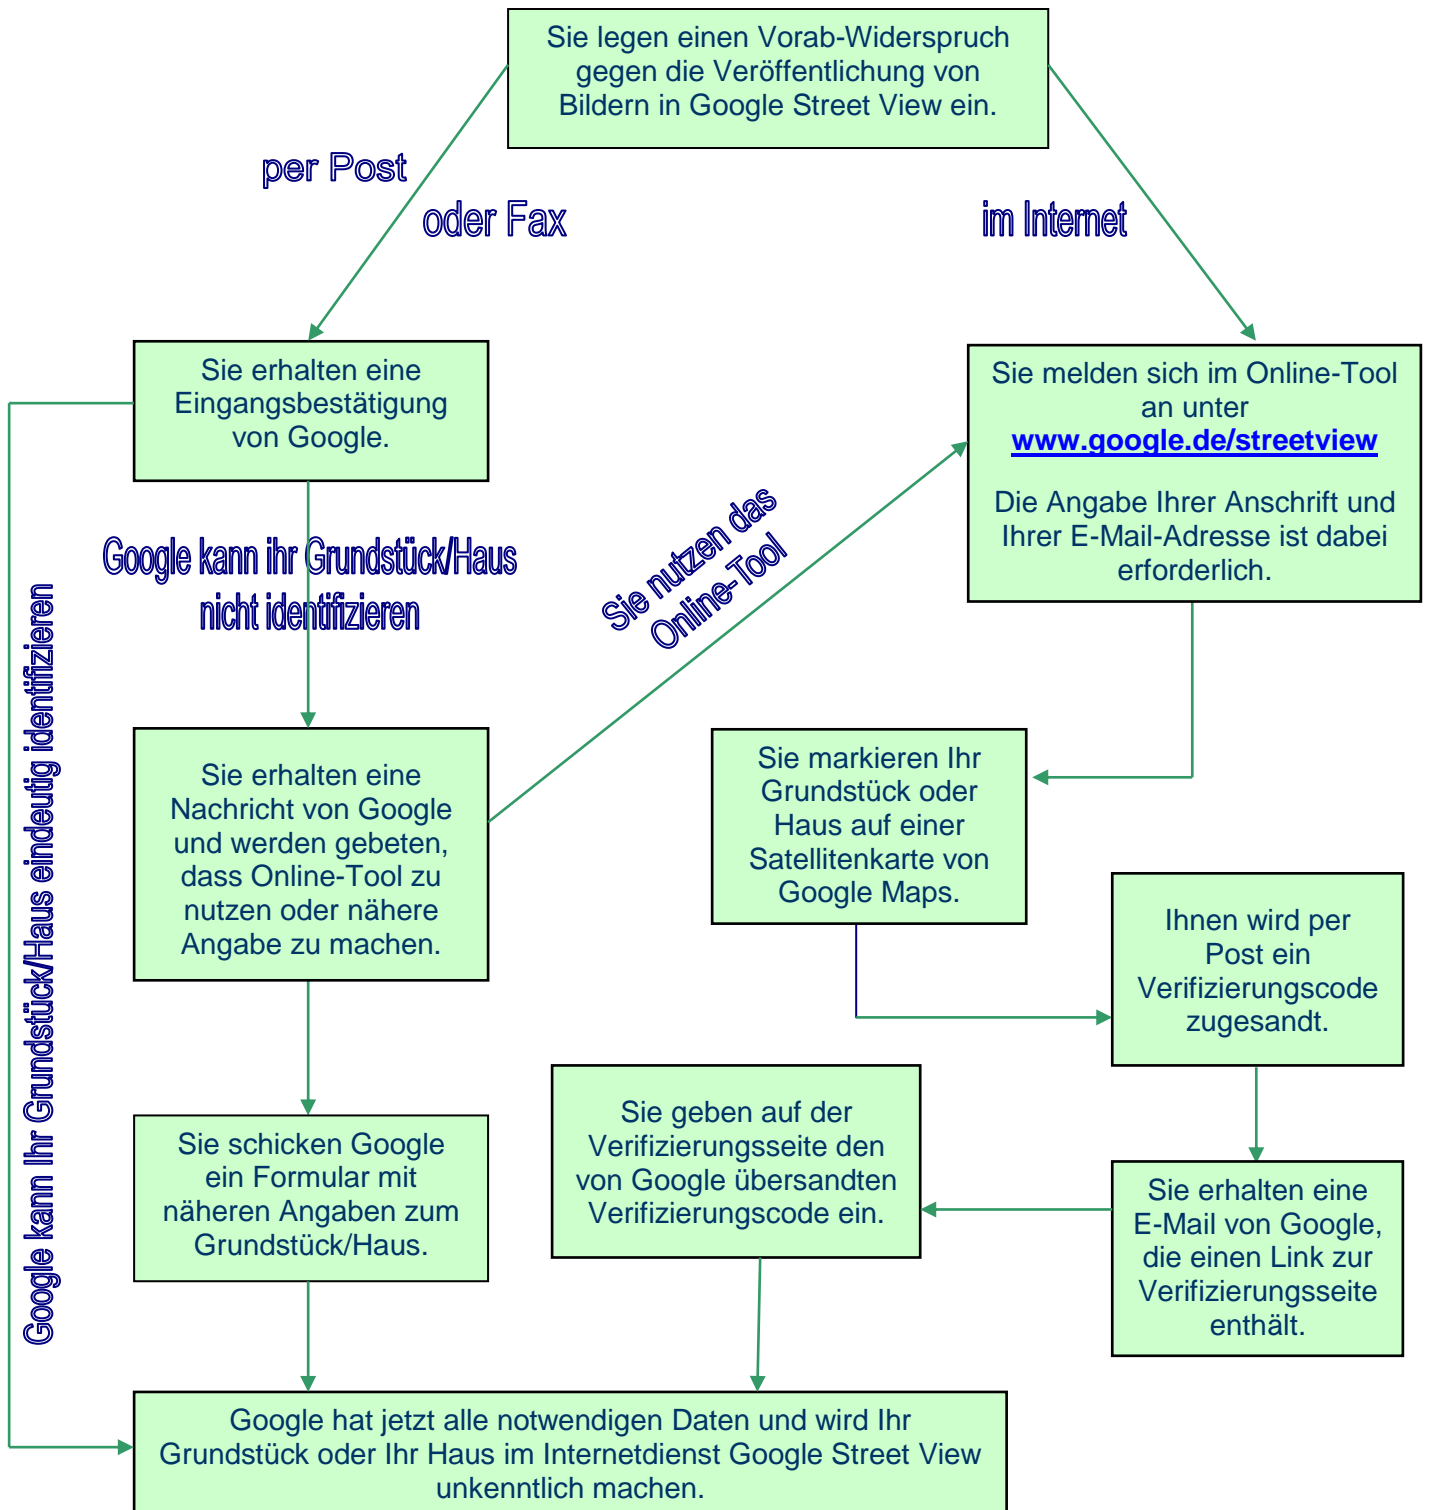 Sie legen einen Vorab-Widerspruch
gegen die Veröffentlichung von
Bildern in Google Street View ein.
per Post
oder Fax
im Internet
Sie erhalten eine
Eingangsbestätigung
von Google.
Sie melden sich im Online-Tool
an unter
www.google.de/streetview
Die Angabe Ihrer Anschrift und
Ihrer E-Mail-Adresse ist dabei
erforderlich.
Google kann ihr Grundstück/Haus
nicht identifizieren
Sie nutzen das
Online-Tool
Google kann Ihr Grundstück/Haus eindeutig identifizieren
Sie erhalten eine
Nachricht von Google
und werden gebeten,
dass Online-Tool zu
nutzen oder nähere
Angabe zu machen.
Sie markieren Ihr
Grundstück oder
Haus auf einer
Satellitenkarte von
Google Maps.
Ihnen wird per
Post ein
Verifizierungscode
zugesandt.
Sie schicken Google
ein Formular mit
näheren Angaben zum
Grundstück/Haus.
Sie geben auf der
Verifizierungsseite den
von Google übersandten
Verifizierungscode ein.
Sie erhalten eine
E-Mail von Google,
die einen Link zur
Verifizierungsseite
enthält.
Google hat jetzt alle notwendigen Daten und wird Ihr
Grundstück oder Ihr Haus im Internetdienst Google Street View
unkenntlich machen.